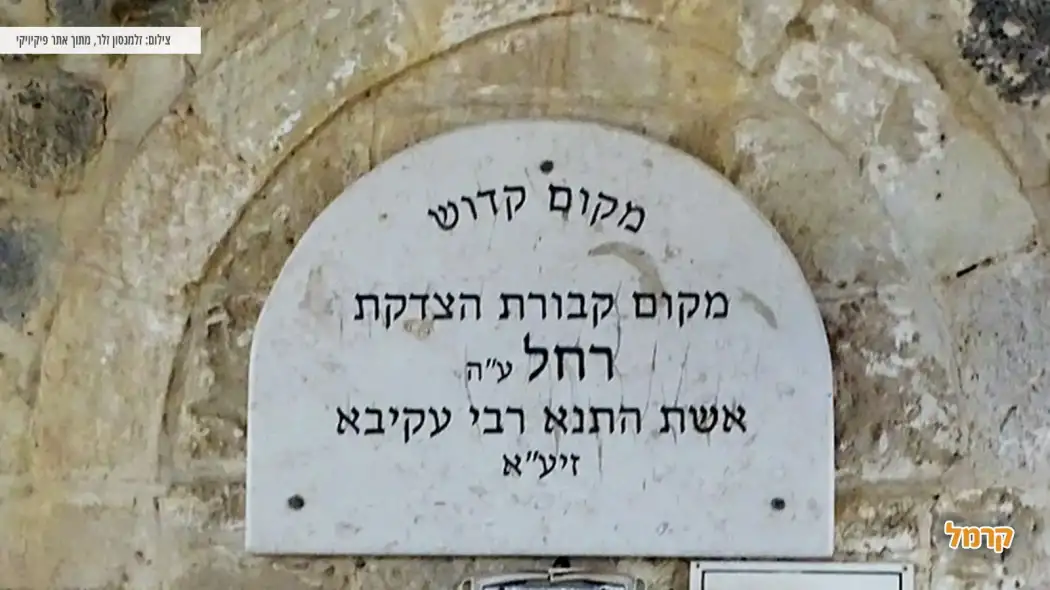 צילום: זלמנסון זלר, מתוך אתר פיקיויקי
מקום קדוש
מקום קבורת הצדקת
רחל ע"ה
אשת התנא רבי עקיבא
זיע"א
קרמל